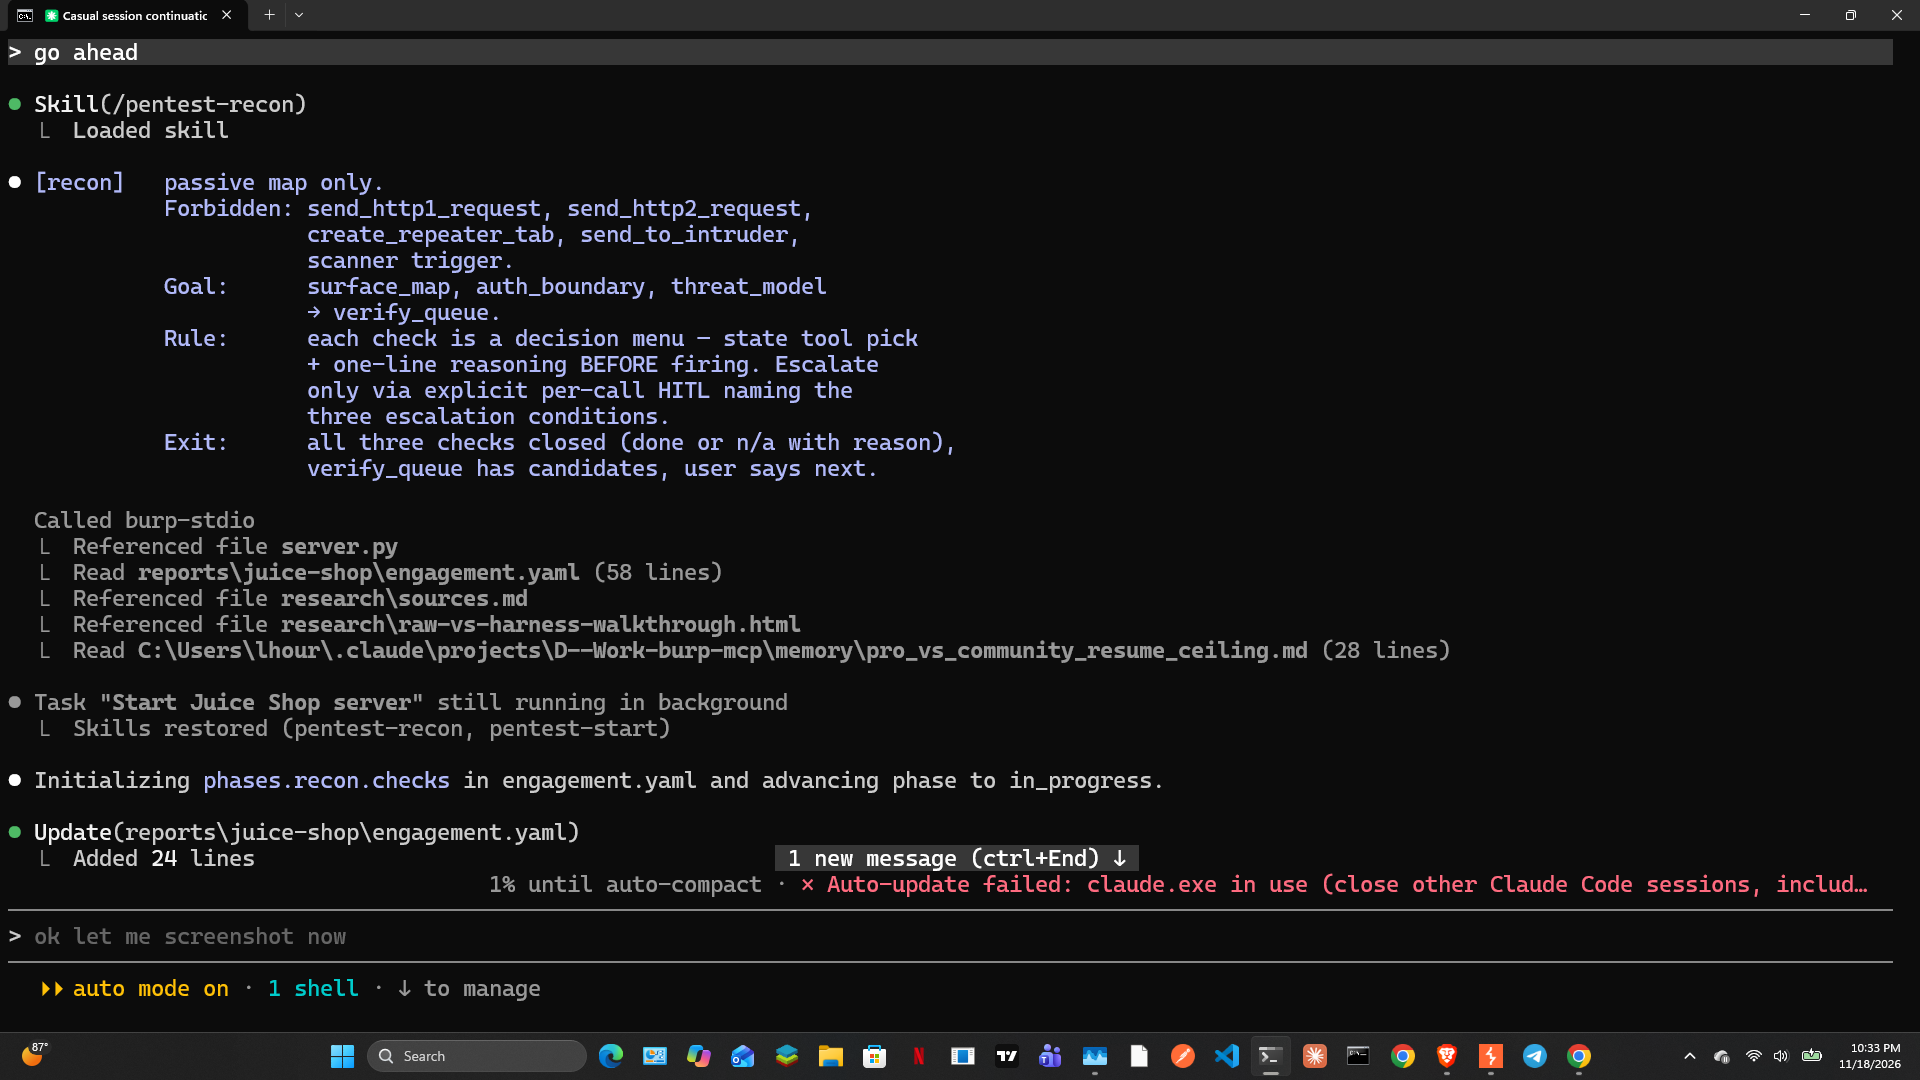 Casual session continuatic
> go ahead
● Skill(/pentest-recon)
└ Loaded skill
● [recon] passive map only.
Forbidden: send_http1_request, send_http2_request,
create_repeater_tab, send_to_intruder,
scanner trigger.
Goal: surface_map, auth_boundary, threat_model
→ verify_queue.
Rule: each check is a decision menu — state tool pick
+ one-line reasoning BEFORE firing. Escalate
only via explicit per-call HITL naming the
three escalation conditions.
Exit: all three checks closed (done or n/a with reason),
verify_queue has candidates, user says next.
Called burp-stdio
└ Referenced file server.py
└ Read reports\juice-shop\engagement.yaml (58 lines)
└ Referenced file research\sources.md
└ Referenced file research\raw-vs-harness-walkthrough.html
└ Read C:\Users\lhour\.claude\projects\D--Work-burp-mcp\memory\pro_vs_community_resume_ceiling.md (28 lines)
● Task "Start Juice Shop server" still running in background
└ Skills restored (pentest-recon, pentest-start)
● Initializing phases.recon.checks in engagement.yaml and advancing phase to in_progress.
● Update(reports\juice-shop\engagement.yaml)
└ Added 24 lines
1 new message (ctrl+End) ↓
1% until auto-compact · × Auto-update failed: claude.exe in use (close other Claude Code sessions, includ…
> ok let me screenshot now
⏵⏵ auto mode on · 1 shell · ↓ to manage
87°
Search
10:33 PM
11/18/2026